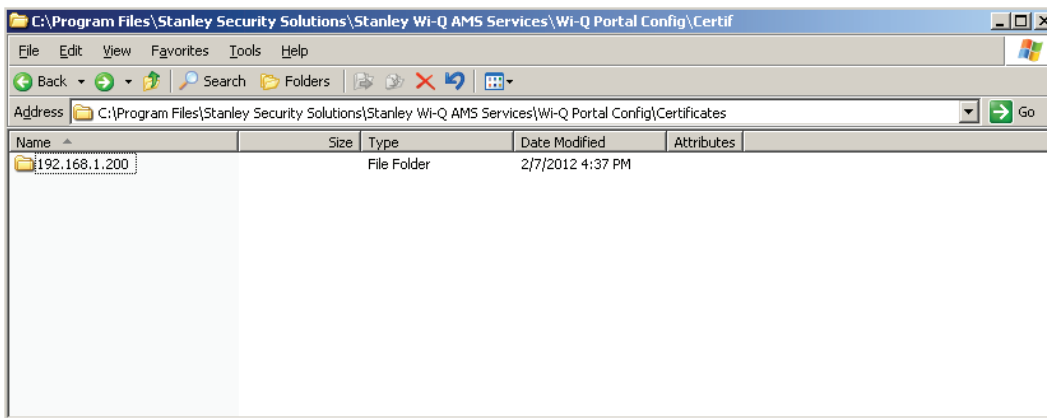 C:\Program Files\Stanley Security Solutions\Stanley Wi-Q AMS Services\Wi-Q Portal Config\Certif
File Edit View Favorites Tools Help
Back Search Folders
Address C:\Program Files\Stanley Security Solutions\Stanley Wi-Q AMS Services\Wi-Q Portal Config\Certificates Go
Name Size Type Date Modified Attributes
192.168.1.200 File Folder 2/7/2012 4:37 PM